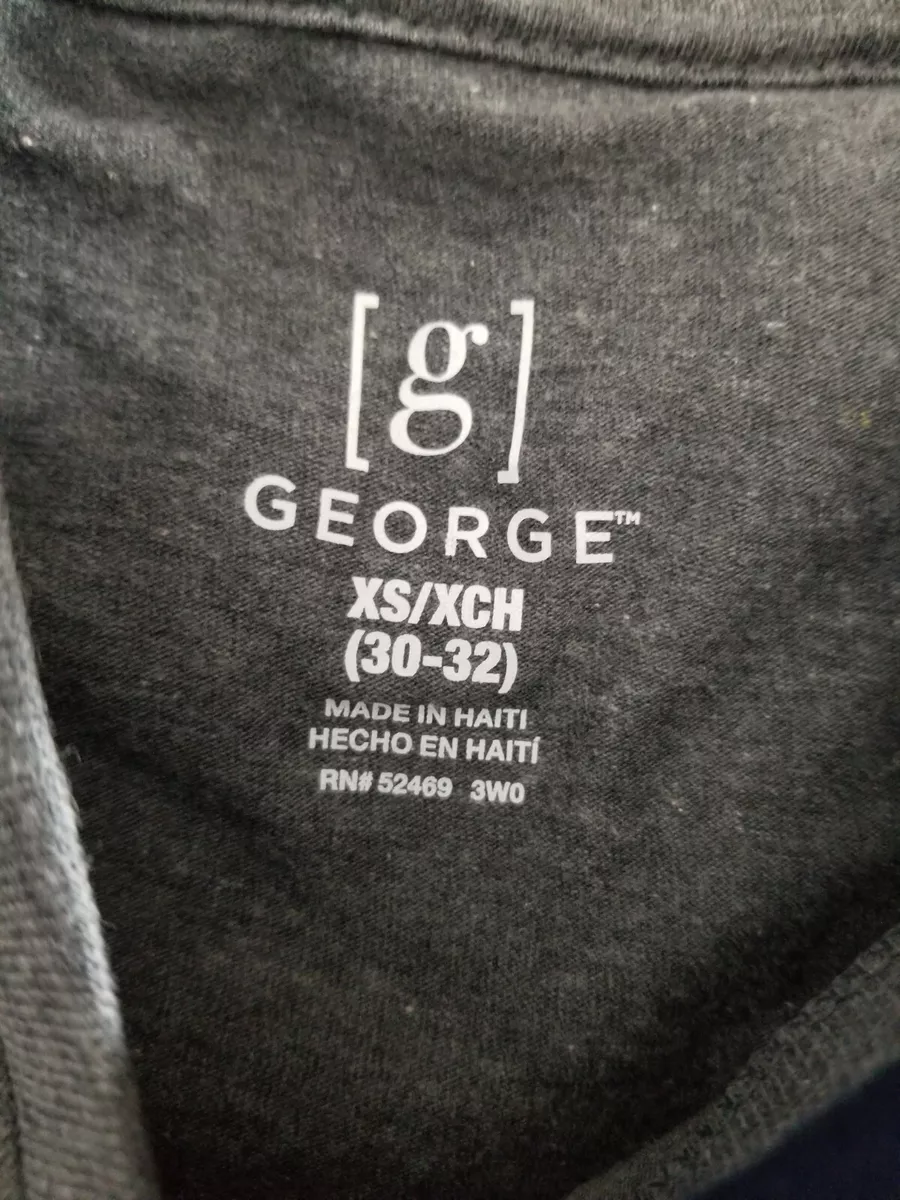 [g]
GEORGE™
XS/XCH
(30-32)
MADE IN HAITI
HECHO EN HAITÍ
RN# 52469 3W0